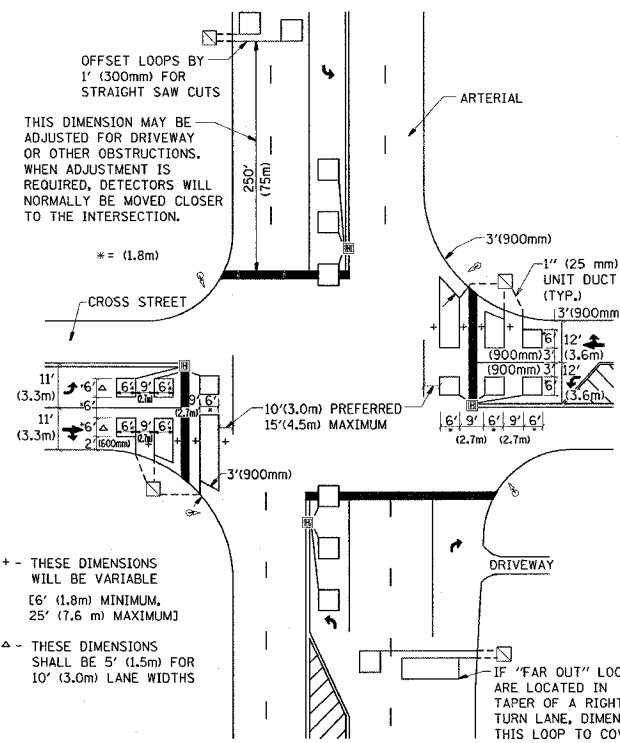 OFFSET LOOPS BY
1' (300mm) FOR
STRAIGHT SAW CUTS
ARTERIAL
THIS DIMENSION MAY BE
ADJUSTED FOR DRIVEWAY
OR OTHER OBSTRUCTIONS.
WHEN ADJUSTMENT IS
REQUIRED, DETECTORS WILL
NORMALLY BE MOVED CLOSER
TO THE INTERSECTION.
250'
(75m)
*= (1.8m)
3'(900mm)
1" (25 mm)
UNIT DUCT
(TYP.)
CROSS STREET
3'(900mm
*6'
12'
(3.6m)
(900mm)3'
(900mm)3'
12'
(3.6m)
*6'
H
H
H
H
11'
(3.3m)
*6'
△
6' 9' 6'
(2.7m)
*6'
9' 6'
(2.7m)
11'
(3.3m)
*6'
△
6' 9' 6'
(2.7m)
2'
(600mm)
10'(3.0m) PREFERRED
15'(4.5m) MAXIMUM
6' 9' 6' 9' 6'
(2.7m) (2.7m)
3'(900mm)
+ - THESE DIMENSIONS
WILL BE VARIABLE
[6' (1.8m) MINIMUM,
25' (7.6 m) MAXIMUM]
DRIVEWAY
△ - THESE DIMENSIONS
SHALL BE 5' (1.5m) FOR
10' (3.0m) LANE WIDTHS
IF "FAR OUT" LOO
ARE LOCATED IN
TAPER OF A RIGHT
TURN LANE, DIMEN
THIS LOOP TO COV